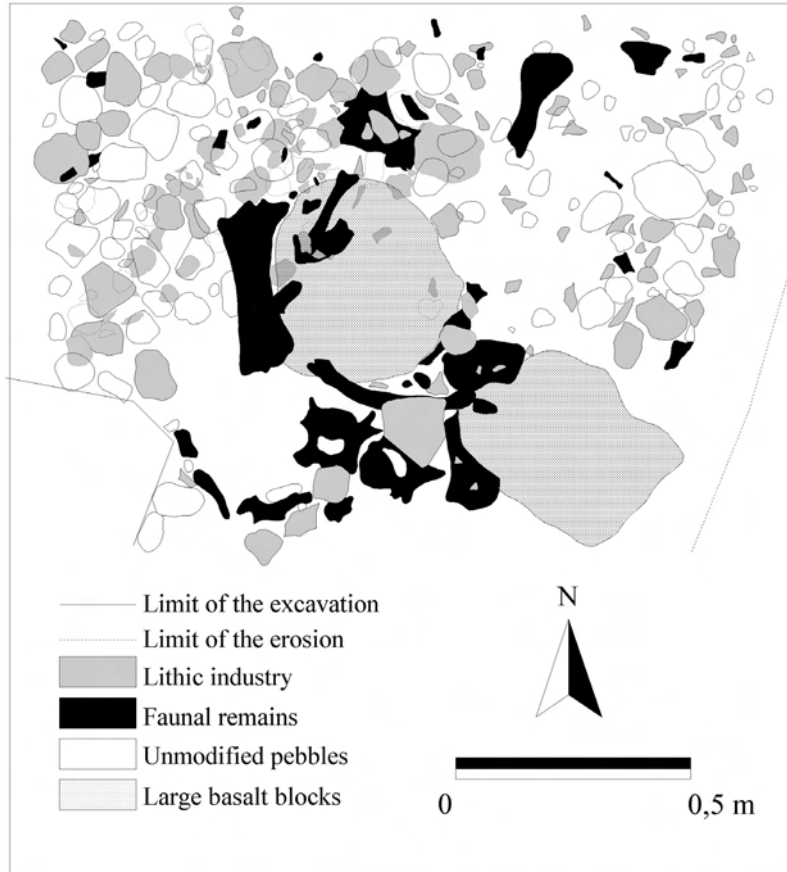 Limit of the excavation
Limit of the erosion
Lithic industry
Faunal remains
Unmodified pebbles
Large basalt blocks
N
0
0,5 m